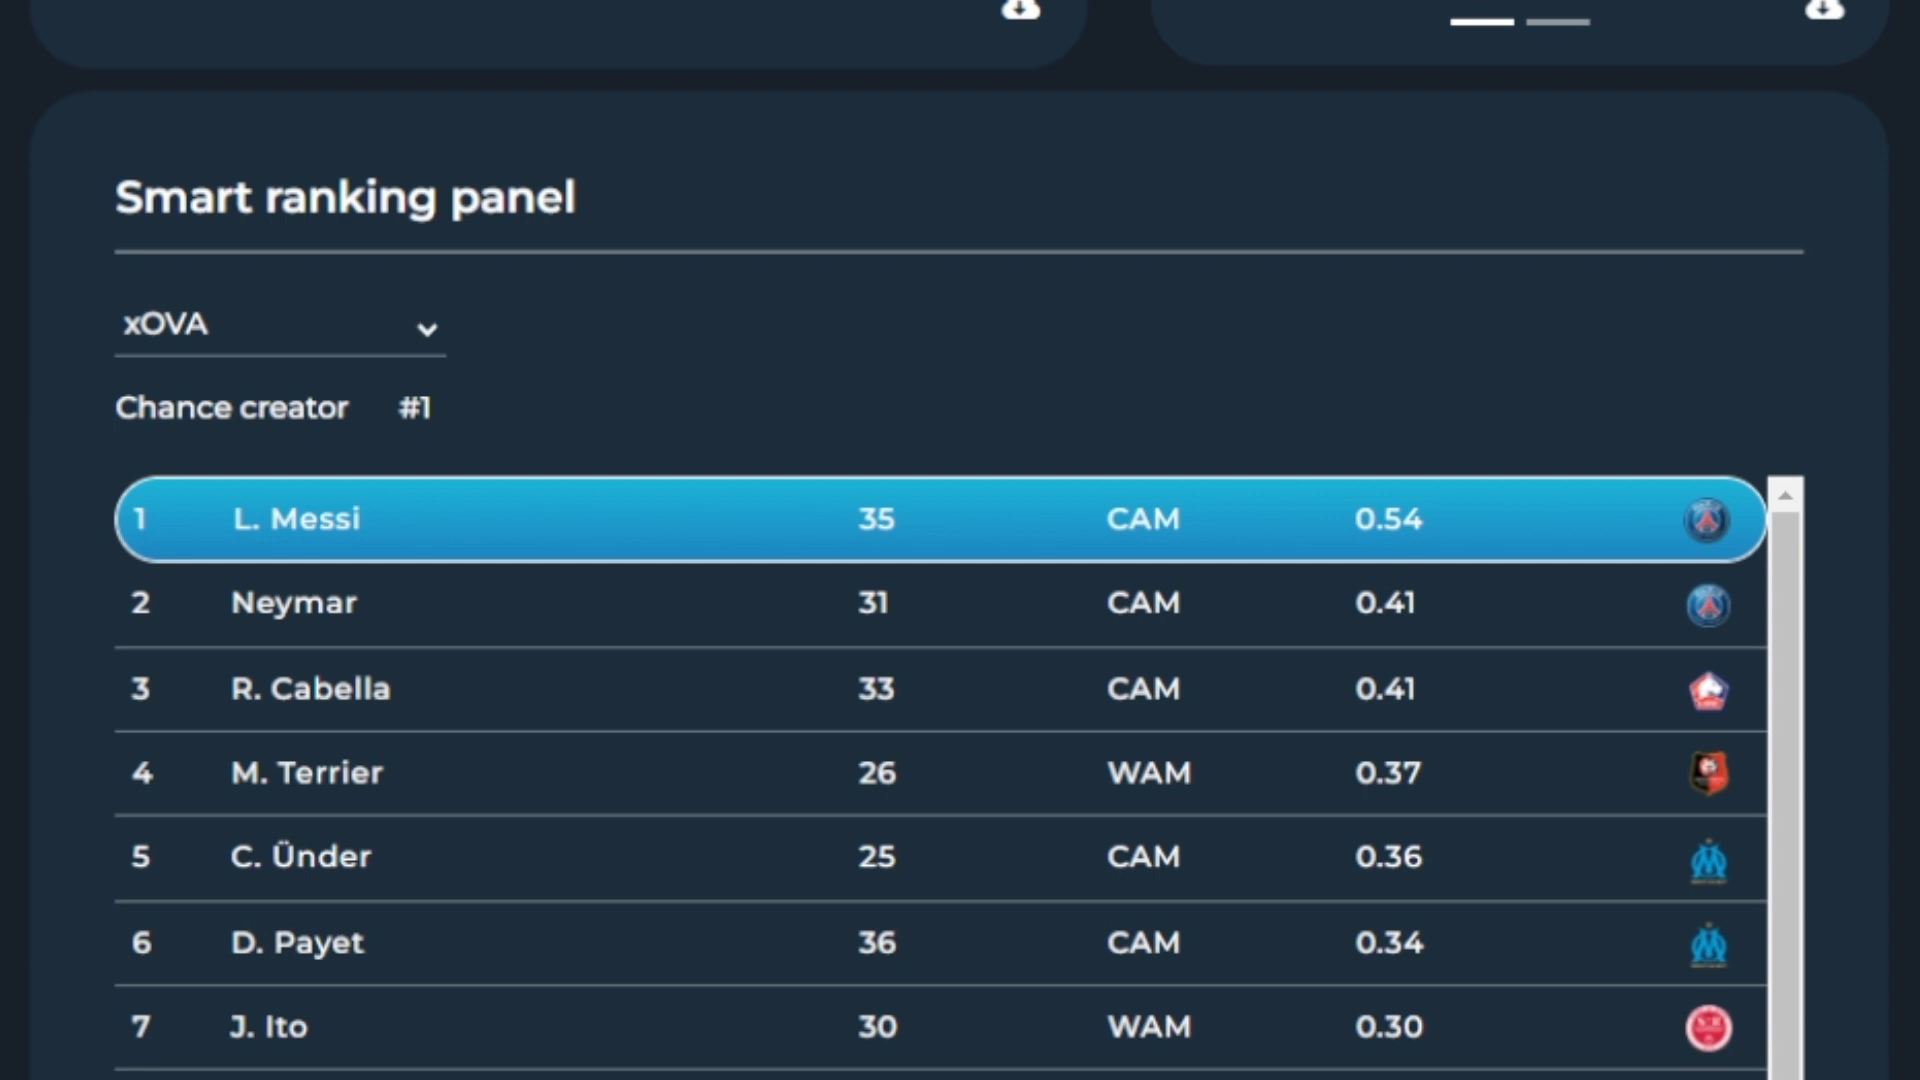 Smart ranking panel
xOVA
Chance creator #1
1 L. Messi 35 CAM 0.54
2 Neymar 31 CAM 0.41
3 R. Cabella 33 CAM 0.41
4 M. Terrier 26 WAM 0.37
5 C. Ünder 25 CAM 0.36
6 D. Payet 36 CAM 0.34
7 J. Ito 30 WAM 0.30